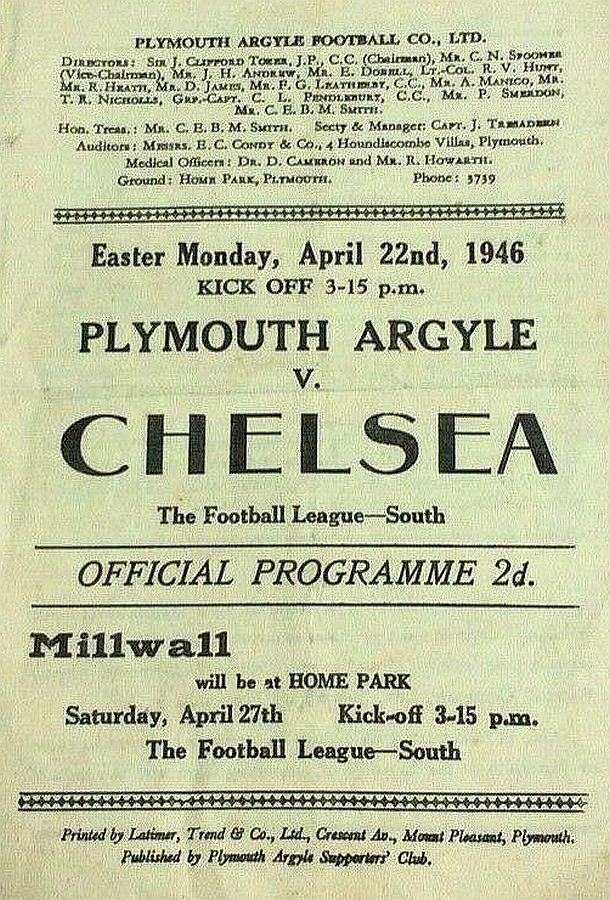 PLYMOUTH ARGYLE FOOTBALL CO., LTD.
DIRECTORS: SIR J. CLIFFORD TOZER, J.P., C.C. (Chairman), MR. C. N. SPOONER
(Vice-Chairman), MR. J. H. ANDREW, MR. E. DOBELL, LT.-COL. R. V. HUNT,
MR. R. HEATH, MR. D. JAMES, MR. F. G. LEATHERBY, C.C., MR. A. MANICO, MR.
T. R. NICHOLLS, GRP.-CAPT. C. L. PENDLEBURY, C.C., MR. P. SMERDON,
MR. C. E. B. M. SMITH.
Hon. Treas.: MR. C. E. B. M. SMITH. Secty & Manager: CAPT. J. TRESADERN
Auditors: MESSRS. E. C. CONDY & CO., 4 Houndiscombe Villas, Plymouth.
Medical Officers: DR. D. CAMERON and MR. R. HOWARTH.
Ground: HOME PARK, PLYMOUTH. Phone: 3739
Easter Monday, April 22nd, 1946
KICK OFF 3-15 p.m.
PLYMOUTH ARGYLE
V.
CHELSEA
The Football League—South
OFFICIAL PROGRAMME 2d.
Millwall
will be at HOME PARK
Saturday, April 27th Kick-off 3-15 p.m.
The Football League—South
Printed by Latimer, Trend & Co., Ltd., Crescent Av., Mount Pleasant, Plymouth.
Published by Plymouth Argyle Supporters' Club.